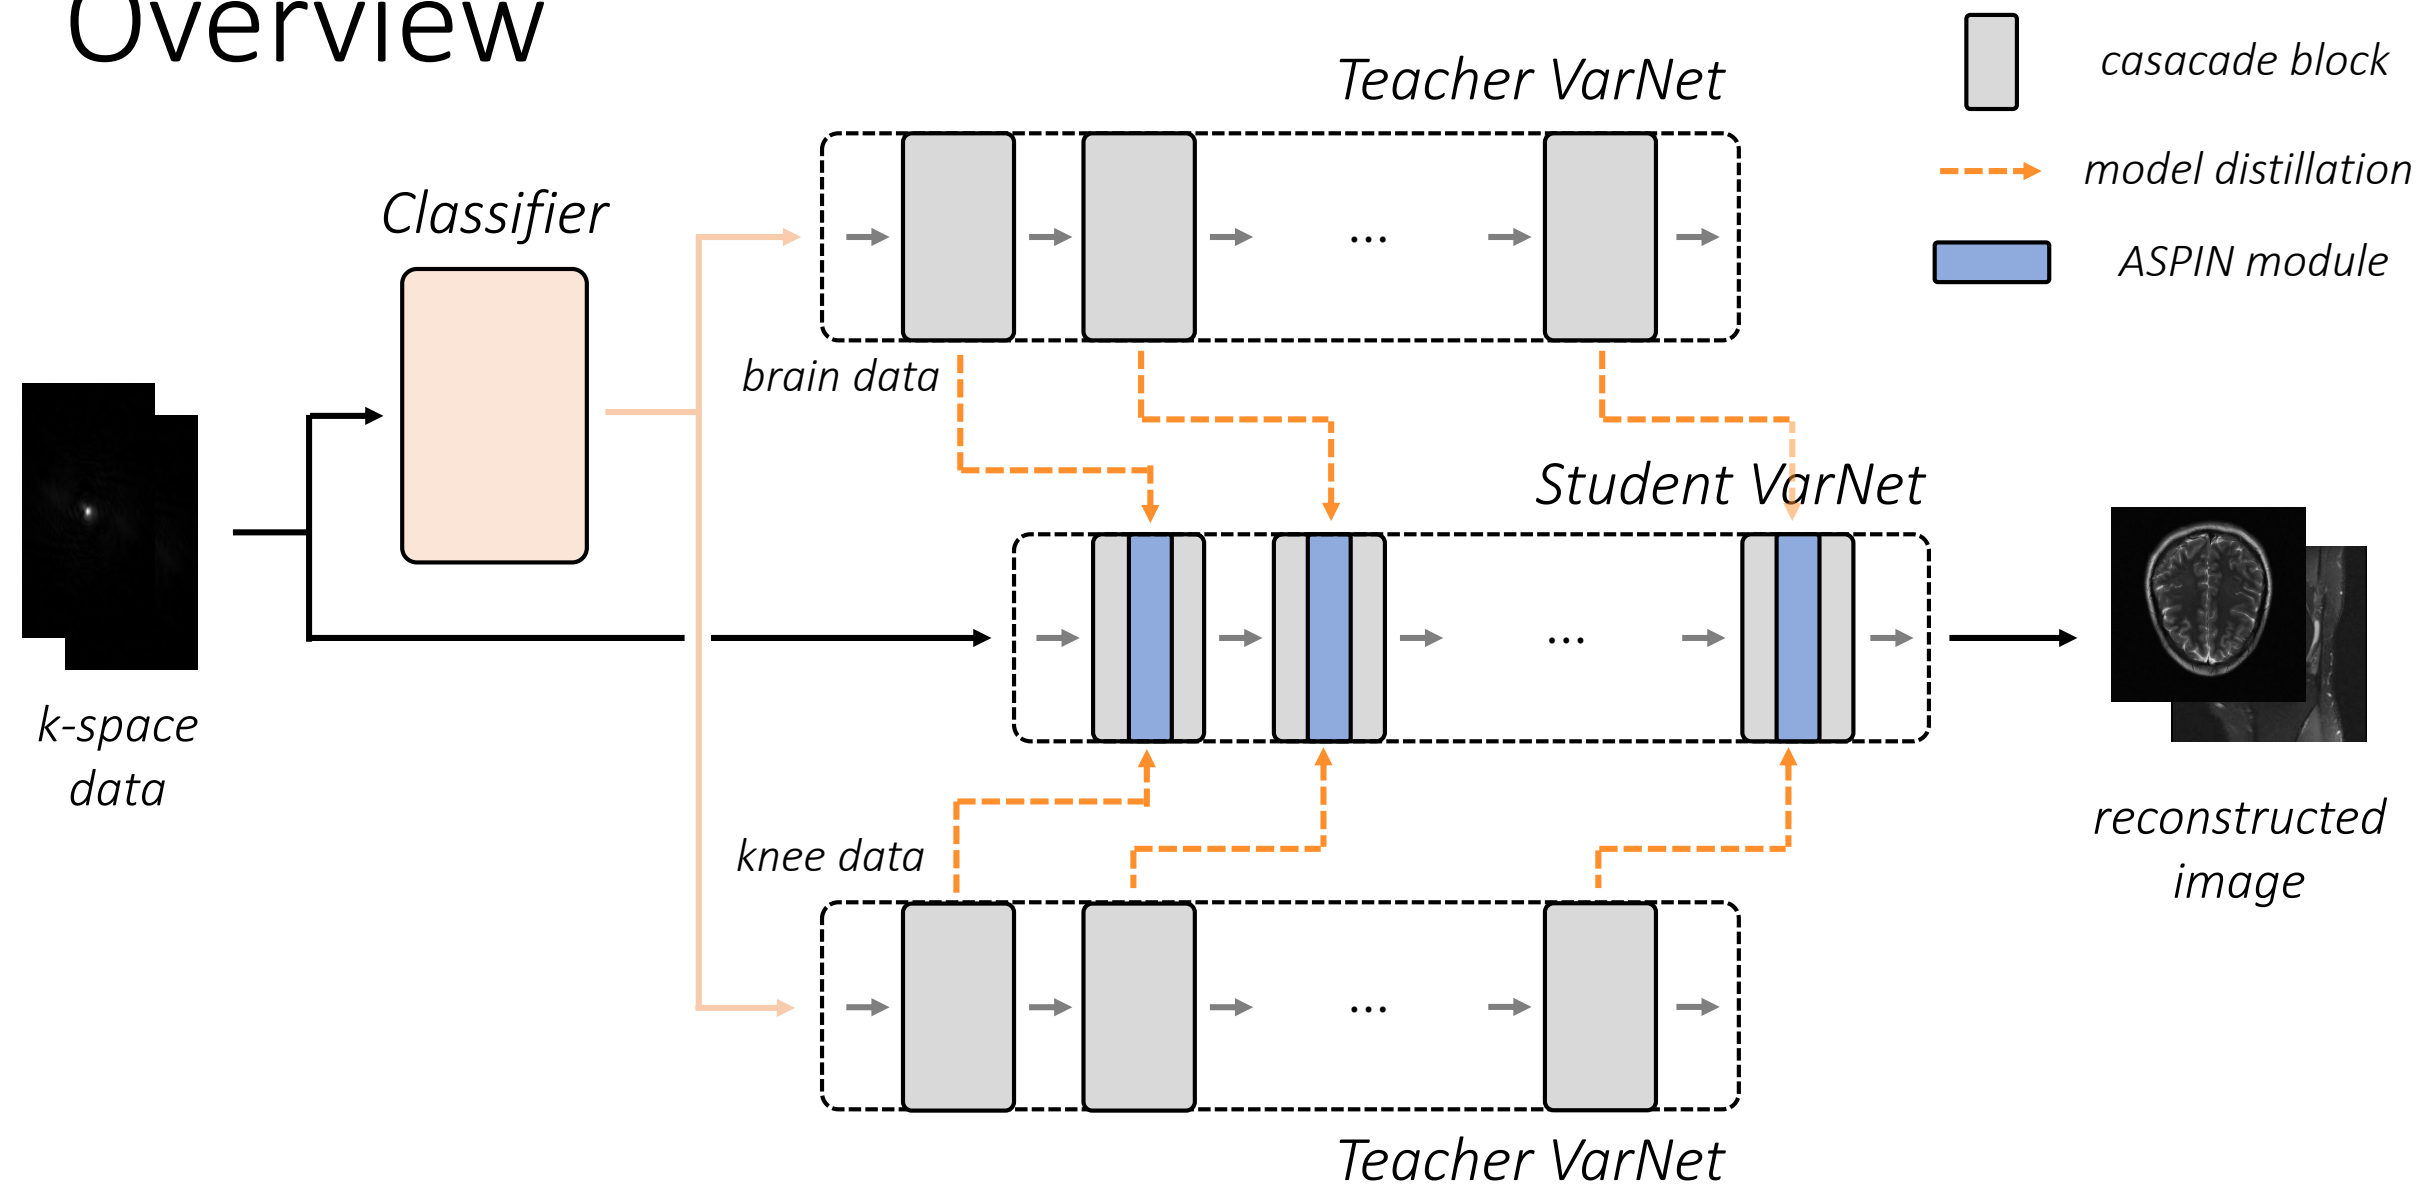 Overview
Teacher VarNet
casacade block
model distillation
ASPIN module
Classifier
brain data
...
Student VarNet
...
k-space
data
knee data
reconstructed
image
...
Teacher VarNet